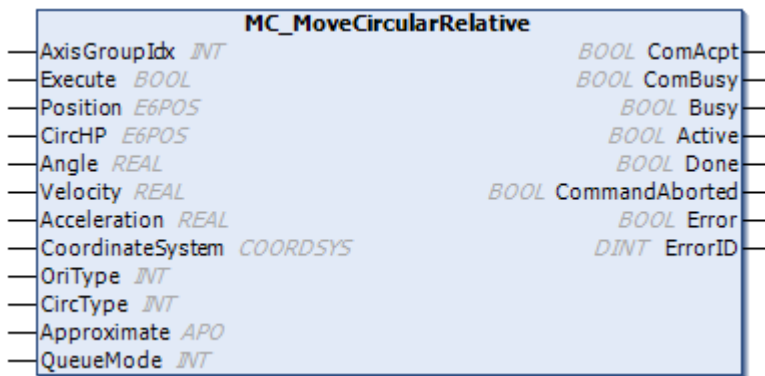 MC_MoveCircularRelative
AxisGroupIdx INT BOOL ComAcpt
Execute BOOL BOOL ComBusy
Position E6POS BOOL Busy
CircHP E6POS BOOL Active
Angle REAL BOOL Done
Velocity REAL BOOL CommandAborted
Acceleration REAL BOOL Error
CoordinateSystem COORDSYS DINT ErrorID
OriType INT
CircType INT
Approximate APO
QueueMode INT